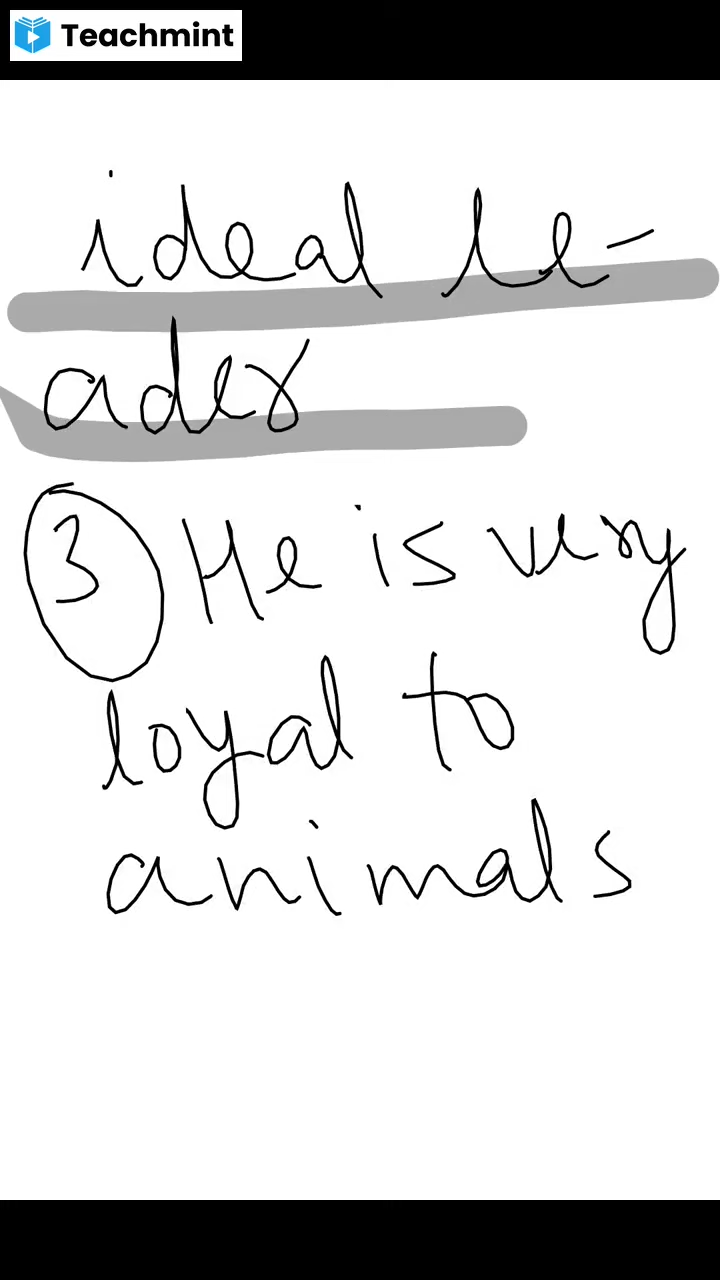 Teachmint
ideal le-
ader
3 He is very
loyal to
animals